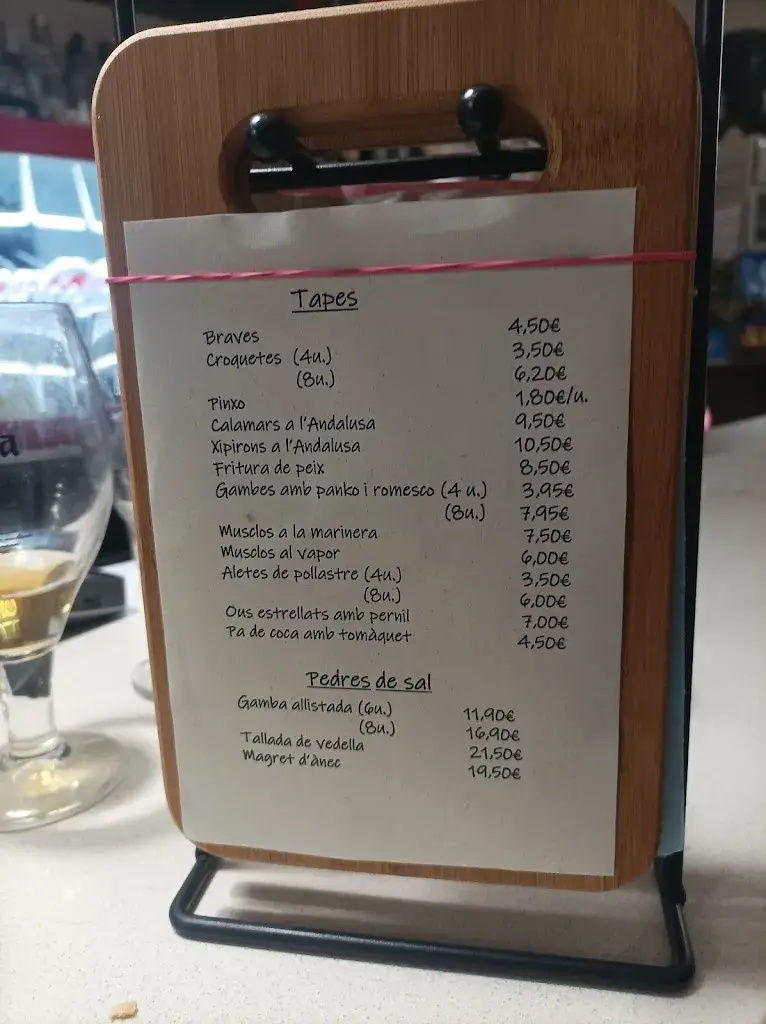 Tapes
Braves 4,50€
Croquetes (4u.) 3,50€
(8u.) 6,20€
Pinxo 1,80€/u.
Calamars a l'Andalusa 9,50€
Xipirons a l'Andalusa 10,50€
Fritura de peix 8,50€
Gambes amb panko i romesco (4 u.) 3,95€
(8u.) 7,95€
Musclos a la marinera 7,50€
Musclos al vapor 6,00€
Aletes de pollastre (4u.) 3,50€
(8u.) 6,00€
Ous estrellats amb pernil 7,00€
Pa de coca amb tomàquet 4,50€
Pedres de sal
Gamba allistada (6u.) 11,90€
(8u.) 16,90€
Tallada de vedella 21,50€
Magret d'ànec 19,50€